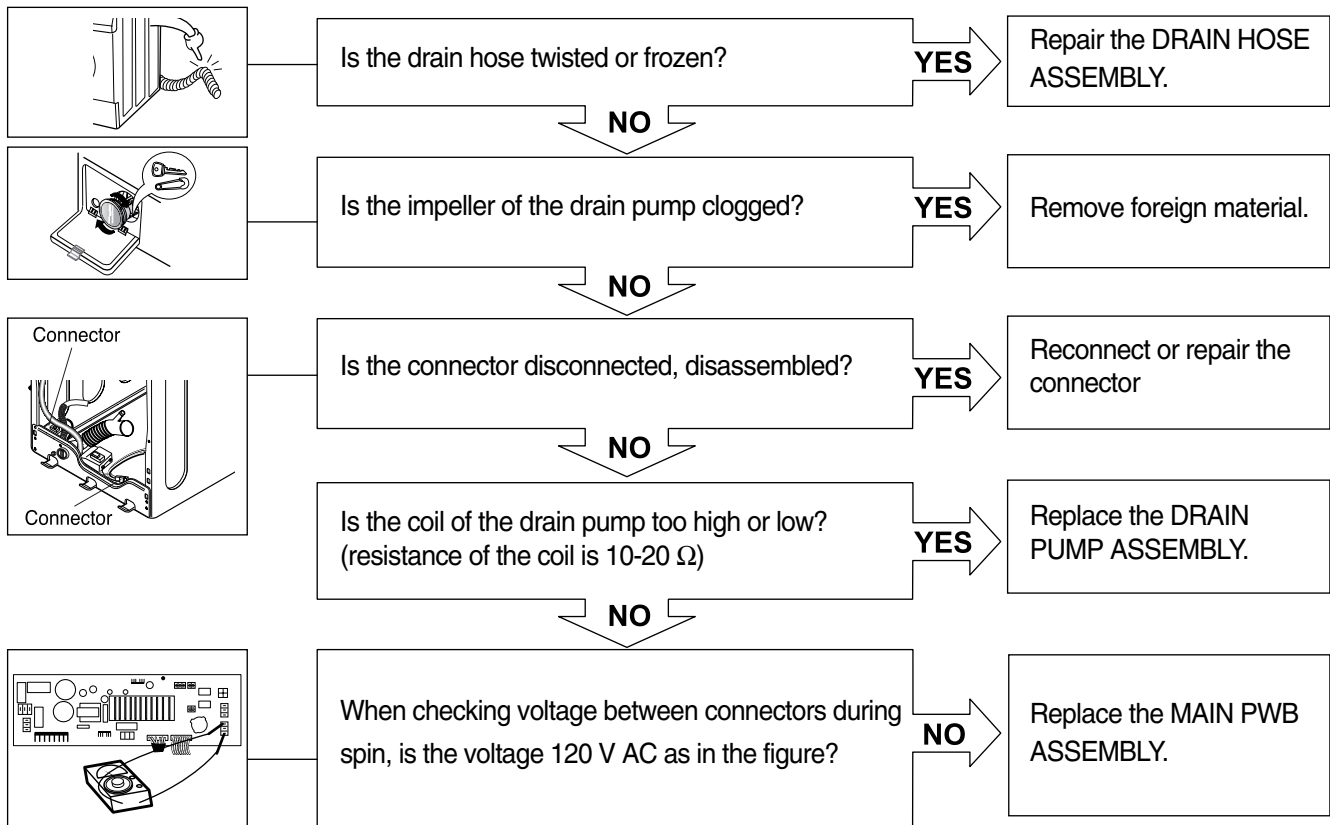 Is the drain hose twisted or frozen?
YES
Repair the DRAIN HOSE
ASSEMBLY.
NO
Is the impeller of the drain pump clogged?
YES
Remove foreign material.
NO
Connector
Connector
Is the connector disconnected, disassembled?
YES
Reconnect or repair the
connector
NO
Is the coil of the drain pump too high or low?
(resistance of the coil is 10-20 Ω)
YES
Replace the DRAIN
PUMP ASSEMBLY.
NO
When checking voltage between connectors during
spin, is the voltage 120 V AC as in the figure?
NO
Replace the MAIN PWB
ASSEMBLY.